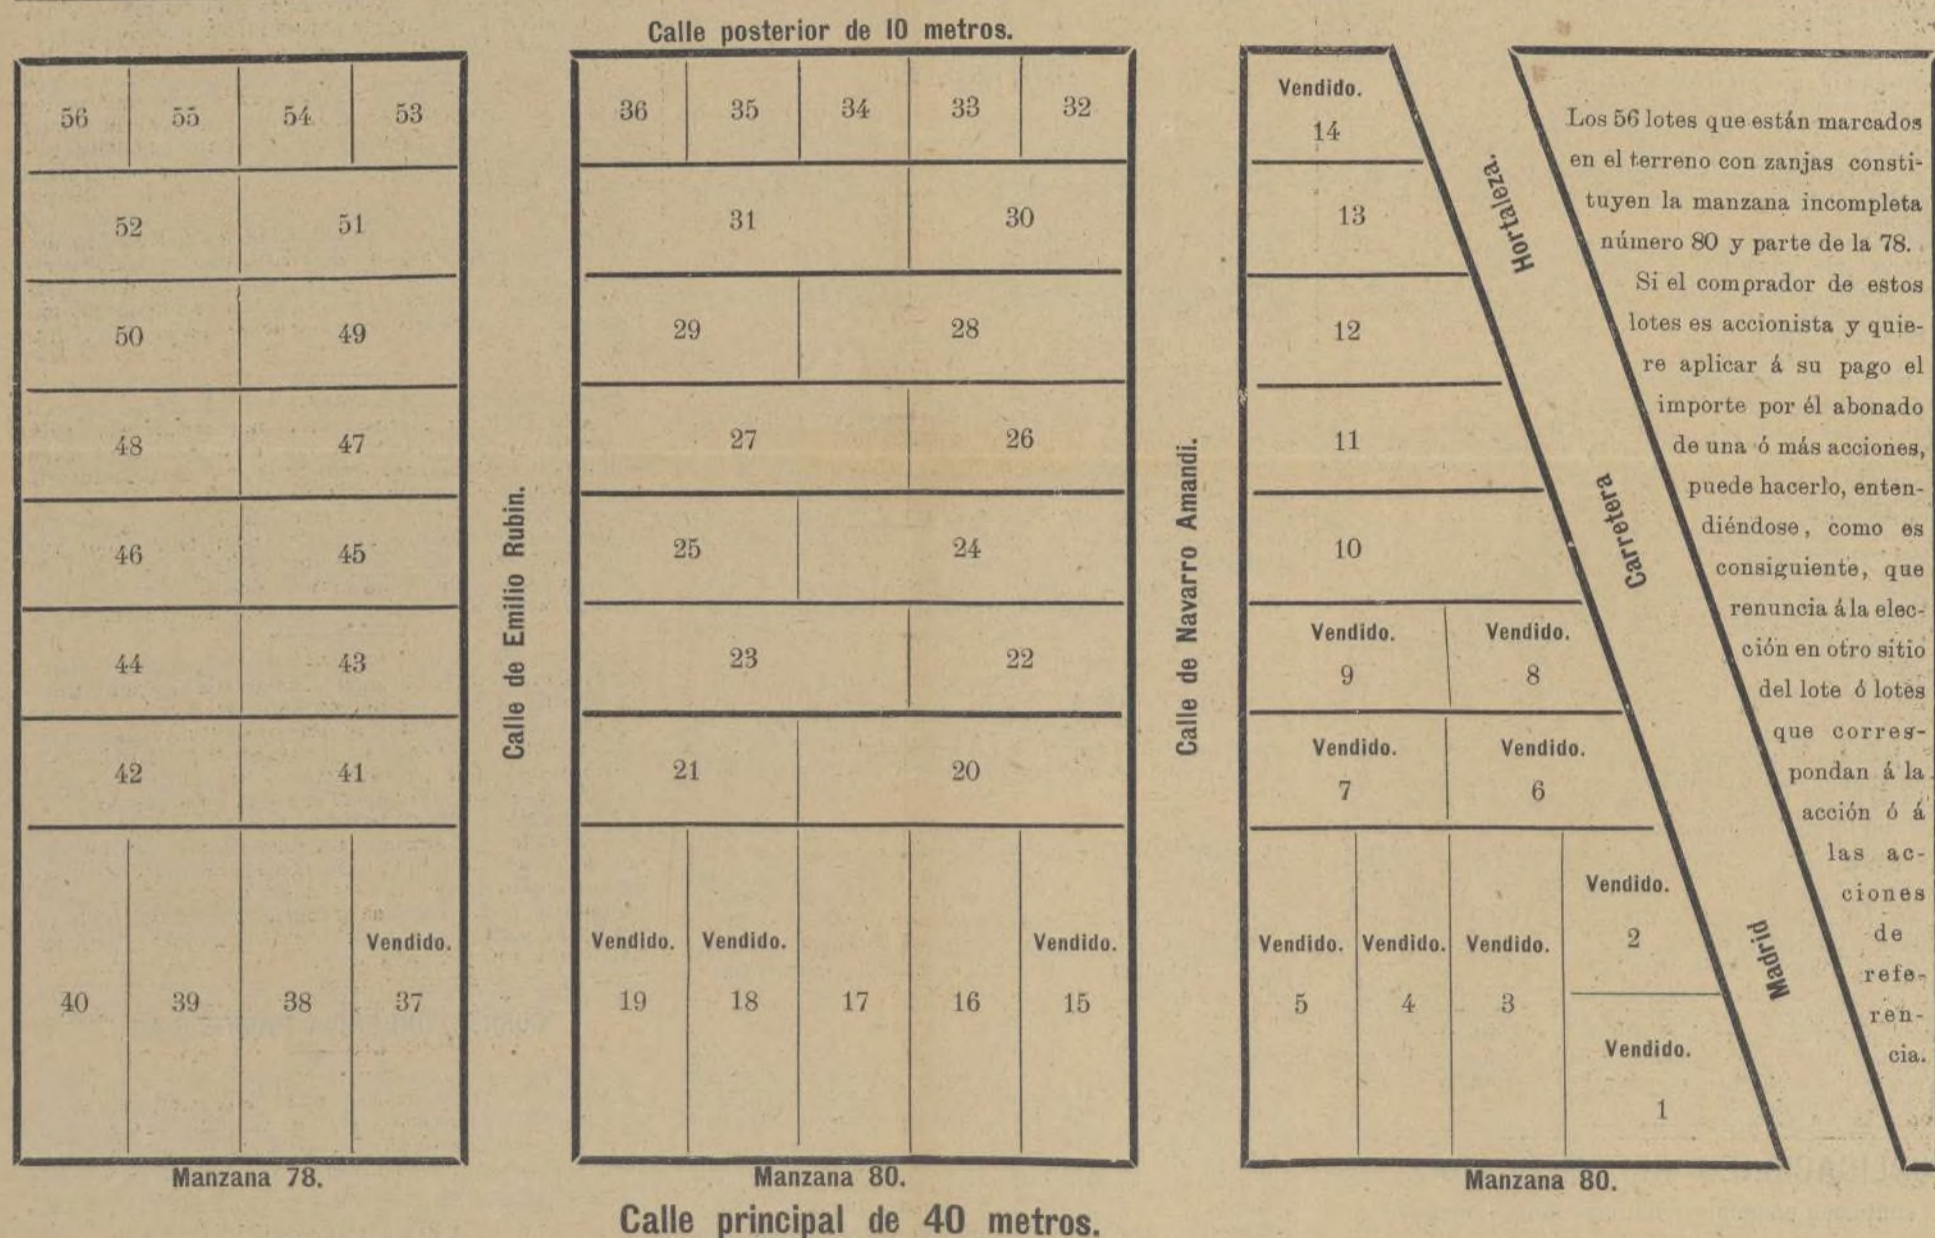 Calle posterior de 10 metros.
56 55 54 53
52 51
50 49
48 47
46 45
44 43
42 41
Vendido.
40 39 38 37
Manzana 78.
Calle de Emilio Rubin.
36 35 34 33 32
31 30
29 28
27 26
25 24
23 22
21 20
Vendido. Vendido. Vendido.
19 18 17 16 15
Manzana 80.
Calle de Navarro Amandi.
Vendido.
14
13
12
11
10
Vendido. Vendido.
9 8
Vendido. Vendido.
7 6
Vendido.
2
Vendido. Vendido. Vendido.
5 4 3
Vendido.
1
Manzana 80.
Hortaleza.
Carretera
Madrid
Los 56 lotes que están marcados
en el terreno con zanjas consti-
tuyen la manzana incompleta
número 80 y parte de la 78.
Si el comprador de estos
lotes es accionista y quie-
re aplicar á su pago el
importe por él abonado
de una ó más acciones,
puede hacerlo, enten-
diéndose, como es
consiguiente, que
renuncia á la elec-
ción en otro sitio
del lote ó lotes
que corres-
pondan á la
acción ó á
las ac-
ciones
de
refe-
ren-
cia.
Calle principal de 40 metros.